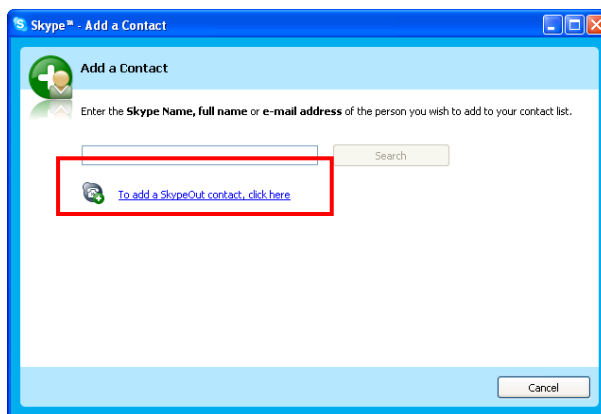 Skype™ - Add a Contact
Add a Contact
Enter the Skype Name, full name or e-mail address of the person you wish to add to your contact list.
Search
To add a SkypeOut contact, click here
Cancel